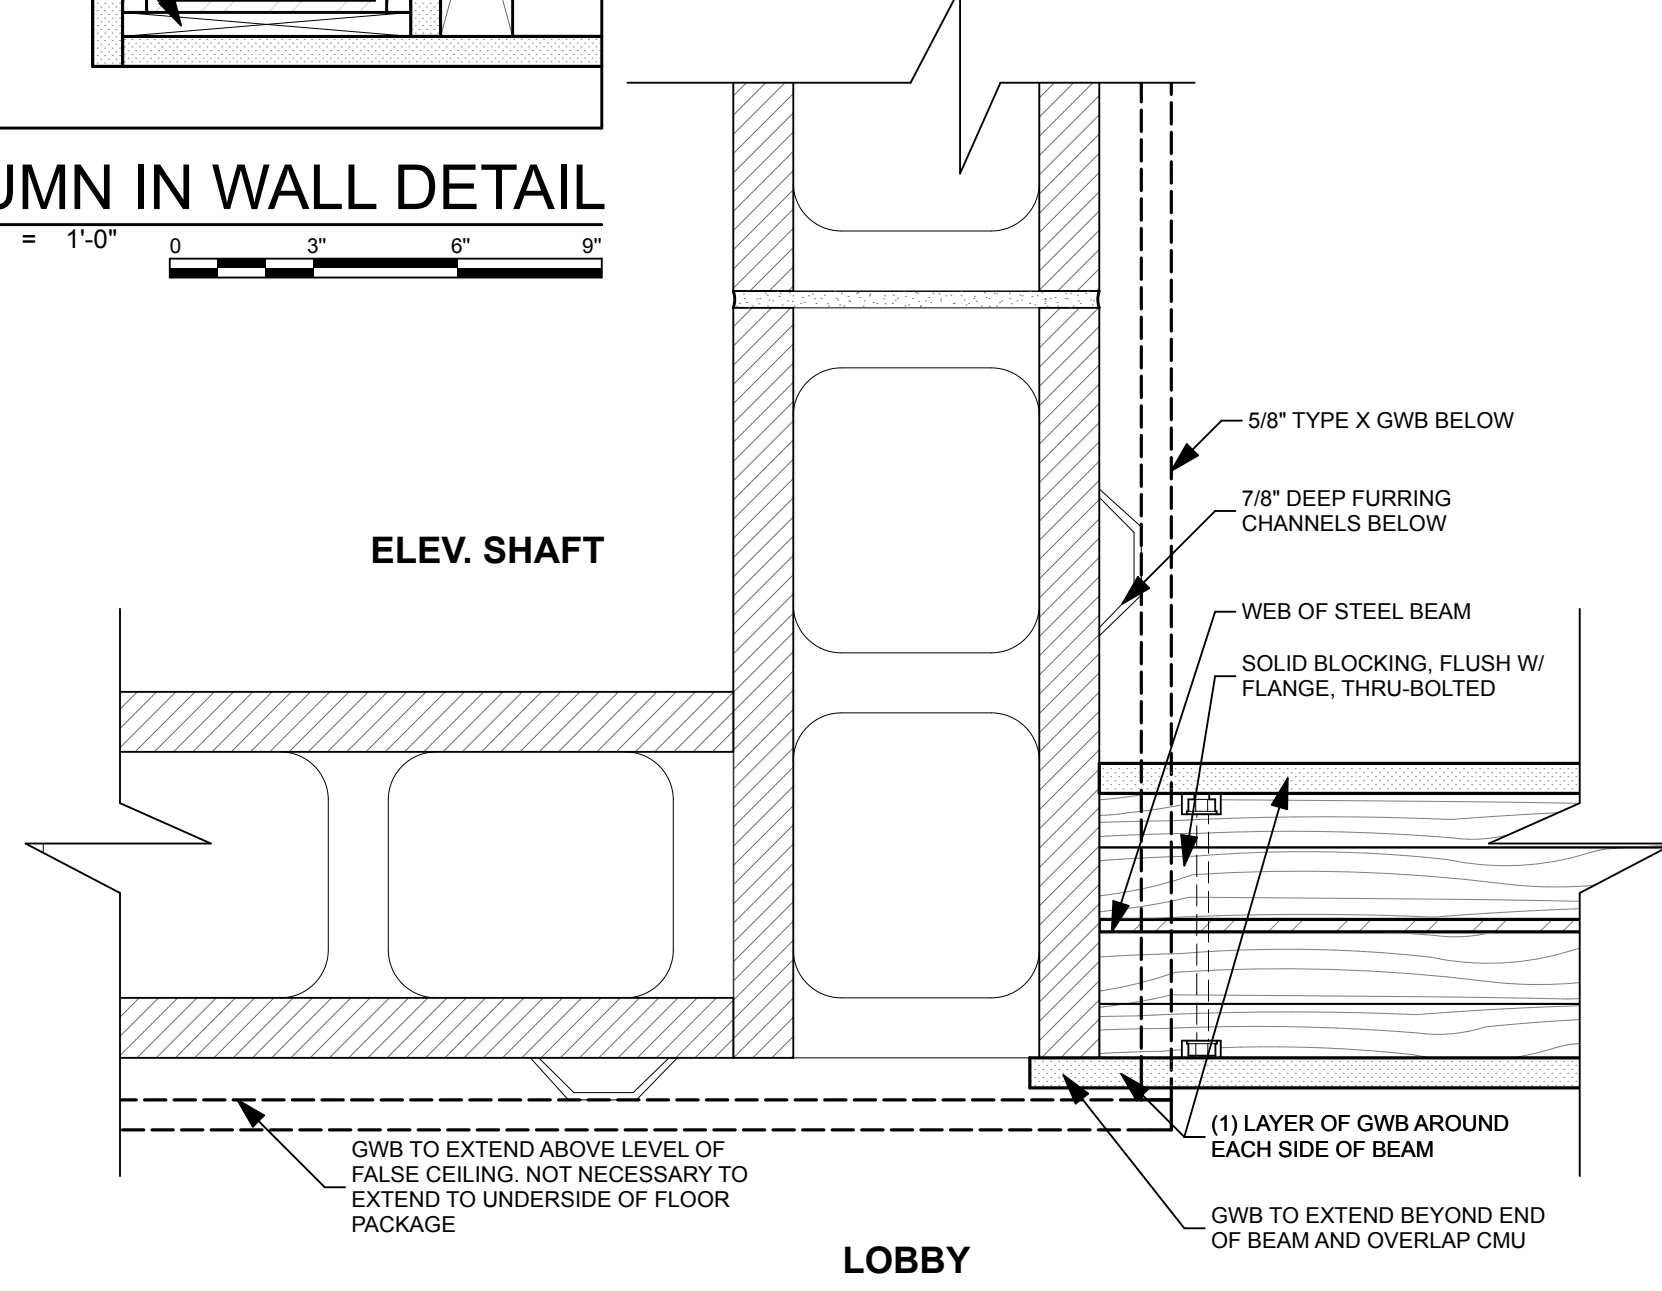 UMN IN WALL DETAIL
= 1'-0"
0 3" 6" 9"
5/8" TYPE X GWB BELOW
7/8" DEEP FURRING
CHANNELS BELOW
ELEV. SHAFT
WEB OF STEEL BEAM
SOLID BLOCKING, FLUSH W/
FLANGE, THRU-BOLTED
(1) LAYER OF GWB AROUND
EACH SIDE OF BEAM
GWB TO EXTEND ABOVE LEVEL OF
FALSE CEILING. NOT NECESSARY TO
EXTEND TO UNDERSIDE OF FLOOR
PACKAGE
GWB TO EXTEND BEYOND END
OF BEAM AND OVERLAP CMU
LOBBY